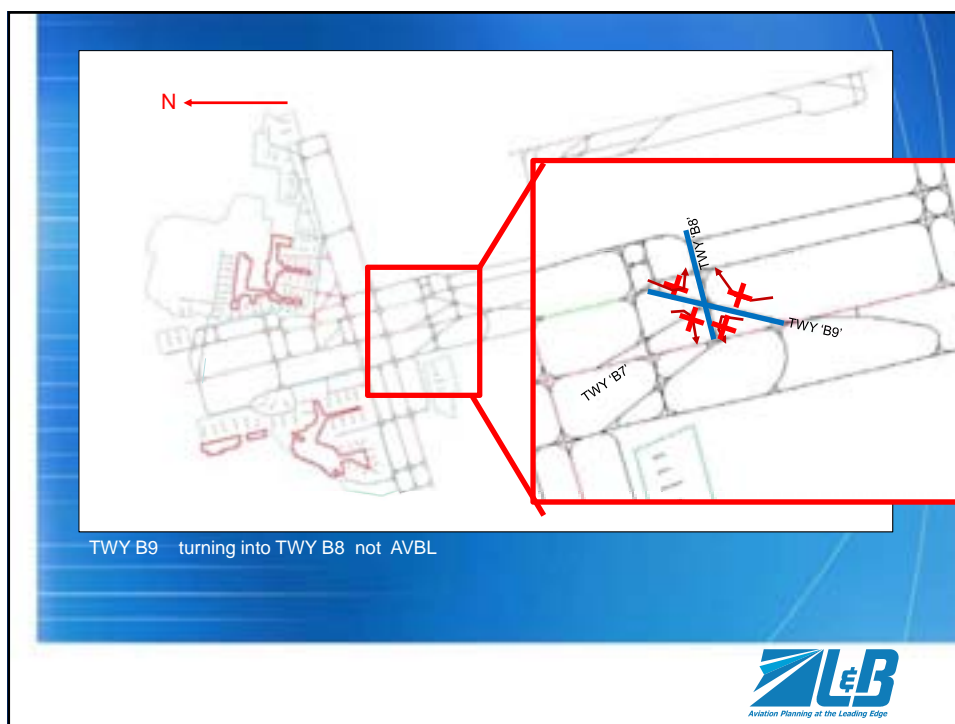 N
TWY 'B8'
TWY 'B9'
TWY 'B7'
TWY B9 turning into TWY B8 not AVBL
L&B
Aviation Planning at the Leading Edge